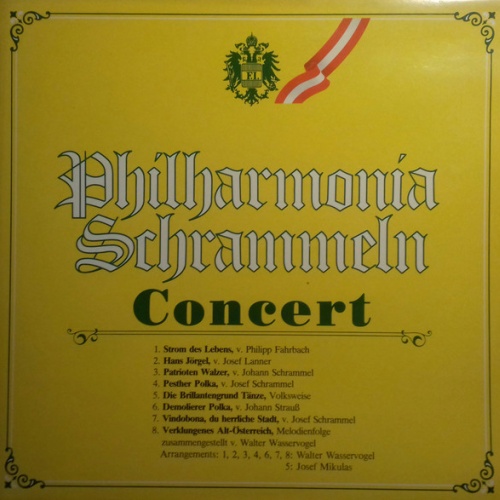 Philharmonia
Schrammeln
Concert
1. Strom des Lebens, v. Philipp Fahrbach
2. Hans Jörgel, v. Josef Lanner
3. Patrioten Walzer, v. Johann Schrammel
4. Pesther Polka, v. Josef Schrammel
5. Die Brillantengrund Tänze, Volksweise
6. Demolierer Polka, v. Johann Strauß
7. Vindobona, du herrliche Stadt, v. Josef Schrammel
8. Verklungenes Alt-Österreich, Melodienfolge
zusammengestellt v. Walter Wasservogel
Arrangements: 1, 2, 3, 4, 6, 7, 8: Walter Wasservogel
5: Josef Mikulas